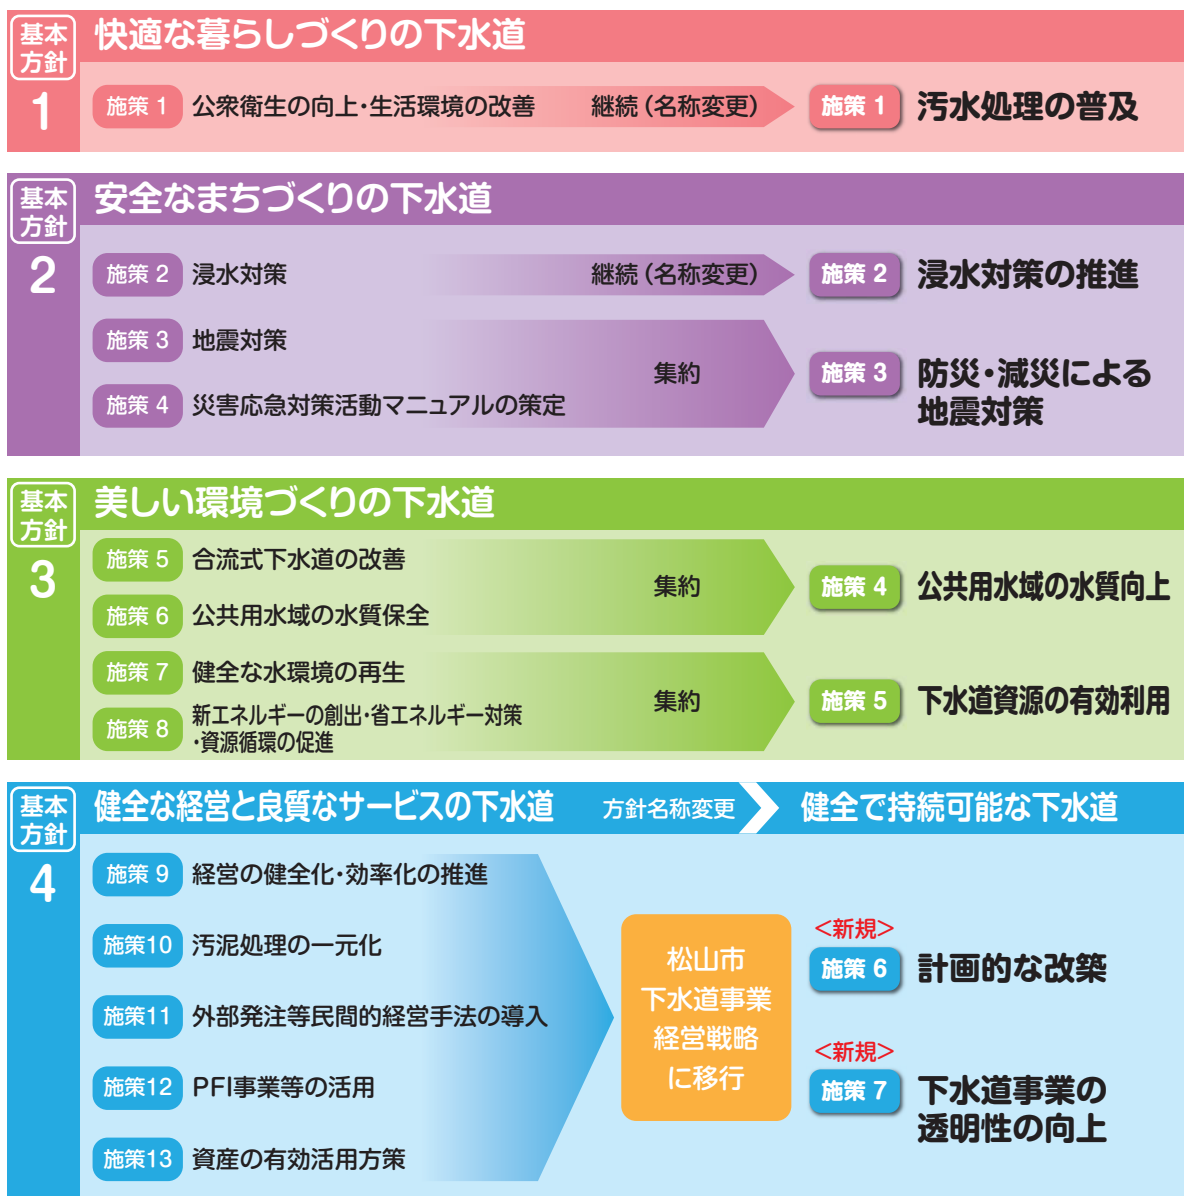 基本
方針
1
快適な暮らしづくりの下水道
施策 1 公衆衛生の向上・生活環境の改善 継続（名称変更） 施策 1 汚水処理の普及
基本
方針
2
安全なまちづくりの下水道
施策 2 浸水対策 継続（名称変更） 施策 2 浸水対策の推進
施策 3 地震対策
施策 4 災害応急対策活動マニュアルの策定
集約
施策 3 防災・減災による
地震対策
基本
方針
3
美しい環境づくりの下水道
施策 5 合流式下水道の改善
施策 6 公共用水域の水質保全
集約
施策 4 公共用水域の水質向上
施策 7 健全な水環境の再生
施策 8 新エネルギーの創出・省エネルギー対策
・資源循環の促進
集約
施策 5 下水道資源の有効利用
基本
方針
4
健全な経営と良質なサービスの下水道 方針名称変更 健全で持続可能な下水道
施策 9 経営の健全化・効率化の推進
施策10 汚泥処理の一元化
施策11 外部発注等民間的経営手法の導入
施策12 PFI事業等の活用
施策13 資産の有効活用方策
松山市
下水道事業
経営戦略
に移行
<新規>
施策 6 計画的な改築
<新規>
施策 7 下水道事業の
透明性の向上